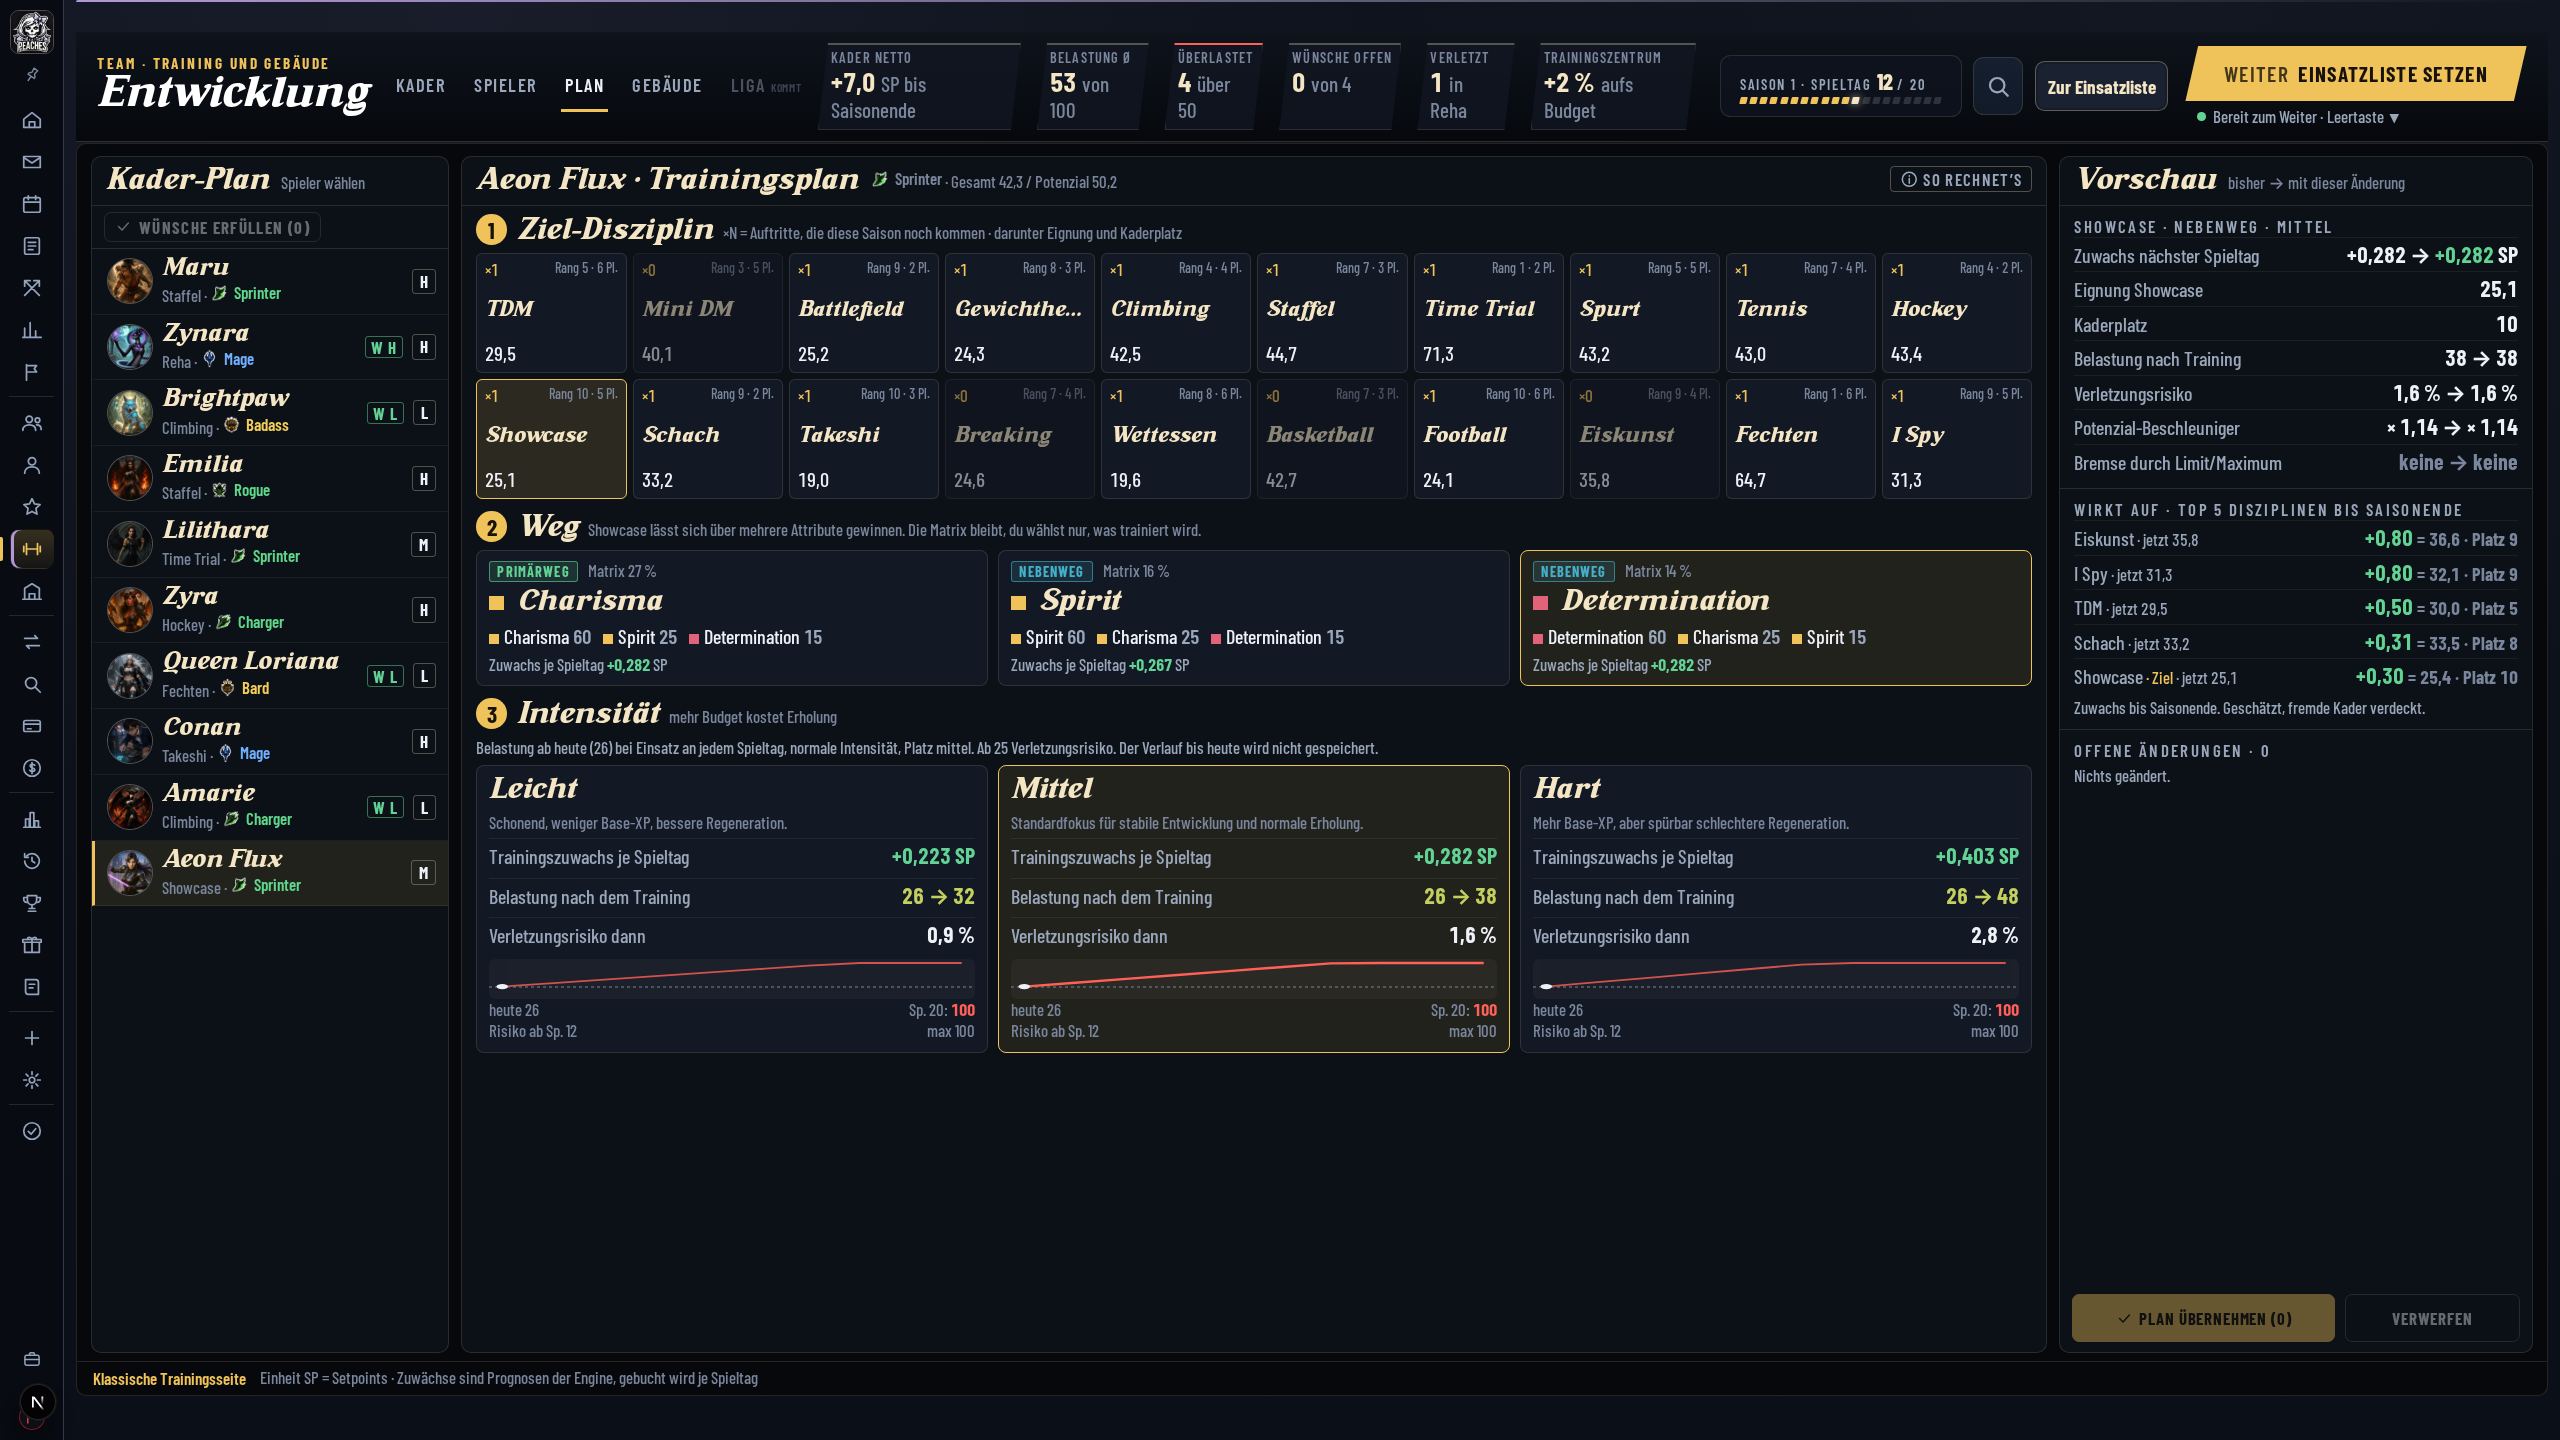 TEAM · TRAINING UND GEBÄUDE
Entwicklung
KADER
SPIELER
PLAN
GEBÄUDE
LIGA KOMMT
KADER NETTO
+7,0 SP bis
Saisonende
BELASTUNG Ø
53 von
100
ÜBERLASTET
4 über
50
WÜNSCHE OFFEN
0 von 4
VERLETZT
1 in
Reha
TRAININGSZENTRUM
+2 % aufs
Budget
SAISON 1 · SPIELTAG 12 / 20
Zur Einsatzliste
WEITER EINSATZLISTE SETZEN
Bereit zum Weiter · Leertaste ▼
Kader-Plan Spieler wählen
WÜNSCHE ERFÜLLEN (0)
Maru
Staffel · Sprinter
H
Zynara
Reha · Mage
W H H
Brightpaw
Climbing · Badass
W L L
Emilia
Staffel · Rogue
H
Lilithara
Time Trial · Sprinter
M
Zyra
Hockey · Charger
H
Queen Loriana
Fechten · Bard
W L L
Conan
Takeshi · Mage
H
Amarie
Climbing · Charger
W L L
Aeon Flux
Showcase · Sprinter
M
Aeon Flux · Trainingsplan Sprinter · Gesamt 42,3 / Potenzial 50,2
SO RECHNET'S
1 Ziel-Disziplin ×N = Auftritte, die diese Saison noch kommen · darunter Eignung und Kaderplatz
×1 Rang 5 · 6 Pl.
TDM
29,5
×0 Rang 3 · 5 Pl.
Mini DM
40,1
×1 Rang 9 · 2 Pl.
Battlefield
25,2
×1 Rang 8 · 3 Pl.
Gewichthe...
24,3
×1 Rang 4 · 4 Pl.
Climbing
42,5
×1 Rang 7 · 3 Pl.
Staffel
44,7
×1 Rang 1 · 2 Pl.
Time Trial
71,3
×1 Rang 5 · 5 Pl.
Spurt
43,2
×1 Rang 7 · 4 Pl.
Tennis
43,0
×1 Rang 4 · 2 Pl.
Hockey
43,4
×1 Rang 10 · 5 Pl.
Showcase
25,1
×1 Rang 9 · 2 Pl.
Schach
33,2
×1 Rang 10 · 3 Pl.
Takeshi
19,0
×0 Rang 7 · 4 Pl.
Breaking
24,6
×1 Rang 8 · 6 Pl.
Wettessen
19,6
×0 Rang 7 · 3 Pl.
Basketball
42,7
×1 Rang 10 · 6 Pl.
Football
24,1
×0 Rang 9 · 4 Pl.
Eiskunst
35,8
×1 Rang 1 · 6 Pl.
Fechten
64,7
×1 Rang 9 · 5 Pl.
I Spy
31,3
2 Weg Showcase lässt sich über mehrere Attribute gewinnen. Die Matrix bleibt, du wählst nur, was trainiert wird.
PRIMÄRWEG Matrix 27 %
Charisma
Charisma 60 Spirit 25 Determination 15
Zuwachs je Spieltag +0,282 SP
NEBENWEG Matrix 16 %
Spirit
Spirit 60 Charisma 25 Determination 15
Zuwachs je Spieltag +0,267 SP
NEBENWEG Matrix 14 %
Determination
Determination 60 Charisma 25 Spirit 15
Zuwachs je Spieltag +0,282 SP
3 Intensität mehr Budget kostet Erholung
Belastung ab heute (26) bei Einsatz an jedem Spieltag, normale Intensität, Platz mittel. Ab 25 Verletzungsrisiko. Der Verlauf bis heute wird nicht gespeichert.
Leicht
Schonend, weniger Base-XP, bessere Regeneration.
Trainingszuwachs je Spieltag +0,223 SP
Belastung nach dem Training 26 → 32
Verletzungsrisiko dann 0,9 %
heute 26 Sp. 20: 100
Risiko ab Sp. 12 max 100
Mittel
Standardfokus für stabile Entwicklung und normale Erholung.
Trainingszuwachs je Spieltag +0,282 SP
Belastung nach dem Training 26 → 38
Verletzungsrisiko dann 1,6 %
heute 26 Sp. 20: 100
Risiko ab Sp. 12 max 100
Hart
Mehr Base-XP, aber spürbar schlechtere Regeneration.
Trainingszuwachs je Spieltag +0,403 SP
Belastung nach dem Training 26 → 48
Verletzungsrisiko dann 2,8 %
heute 26 Sp. 20: 100
Risiko ab Sp. 12 max 100
Vorschau bisher → mit dieser Änderung
SHOWCASE · NEBENWEG · MITTEL
Zuwachs nächster Spieltag +0,282 → +0,282 SP
Eignung Showcase 25,1
Kaderplatz 10
Belastung nach Training 38 → 38
Verletzungsrisiko 1,6 % → 1,6 %
Potenzial-Beschleuniger × 1,14 → × 1,14
Bremse durch Limit/Maximum keine → keine
WIRKT AUF · TOP 5 DISZIPLINEN BIS SAISONENDE
Eiskunst · jetzt 35,8 +0,80 = 36,6 · Platz 9
I Spy · jetzt 31,3 +0,80 = 32,1 · Platz 9
TDM · jetzt 29,5 +0,50 = 30,0 · Platz 5
Schach · jetzt 33,2 +0,31 = 33,5 · Platz 8
Showcase · Ziel · jetzt 25,1 +0,30 = 25,4 · Platz 10
Zuwachs bis Saisonende. Geschätzt, fremde Kader verdeckt.
OFFENE ÄNDERUNGEN · 0
Nichts geändert.
PLAN ÜBERNEHMEN (0)
VERWERFEN
Klassische Trainingsseite Einheit SP = Setpoints · Zuwächse sind Prognosen der Engine, gebucht wird je Spieltag
N